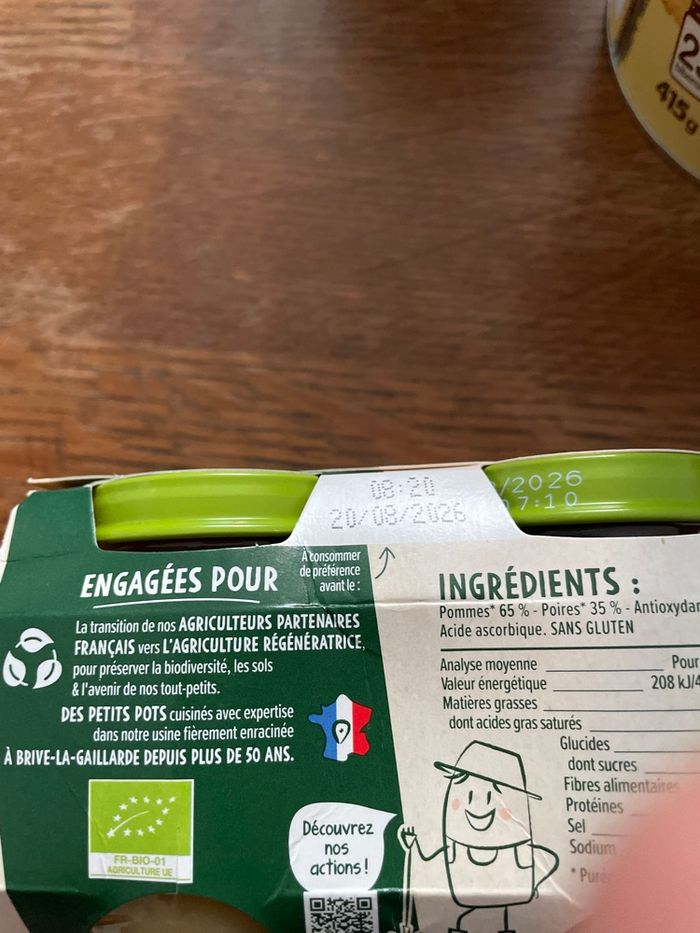 2
415g
08:20
20/08/2026
/2026
7:10
À consommer
de préférence
avant le :
ENGAGÉES POUR
La transition de nos AGRICULTEURS PARTENAIRES
FRANÇAIS vers L'AGRICULTURE RÉGÉNÉRATRICE,
pour préserver la biodiversité, les sols
& l'avenir de nos tout-petits.
DES PETITS POTS cuisinés avec expertise
dans notre usine fièrement enracinée
À BRIVE-LA-GAILLARDE DEPUIS PLUS DE 50 ANS.
FR-BIO-01
AGRICULTURE UE
Découvrez
nos
actions !
INGRÉDIENTS :
Pommes* 65 % - Poires* 35 % - Antioxydan
Acide ascorbique. SANS GLUTEN
Analyse moyenne Pour
Valeur énergétique 208 kJ/4
Matières grasses
dont acides gras saturés
Glucides
dont sucres
Fibres alimentaires
Protéines
Sel
Sodium
* Puré